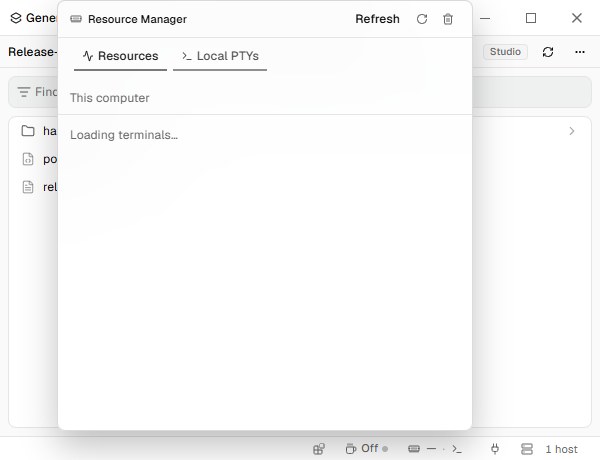 Gener
Resource Manager
Refresh
Release-
Resources
Local PTYs
Studio
This computer
Find
Loading terminals...
ha
po
rel
Off
1 host